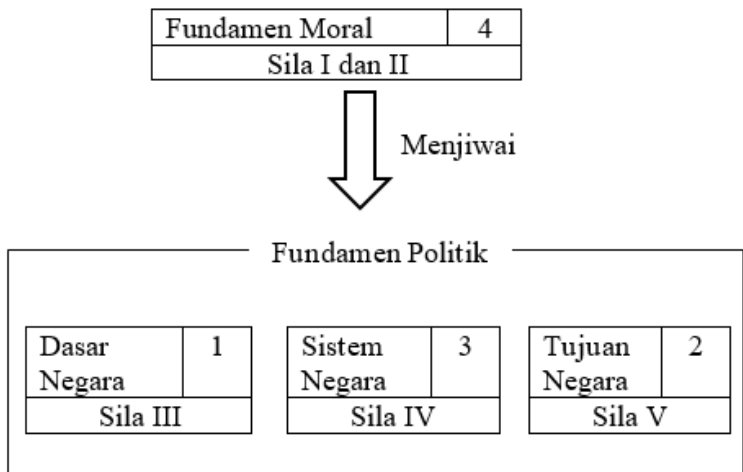 Fundamen Moral 4
Sila I dan II
Menjiwai
Fundamen Politik
Dasar Negara 1
Sila III
Sistem Negara 3
Sila IV
Tujuan Negara 2
Sila V